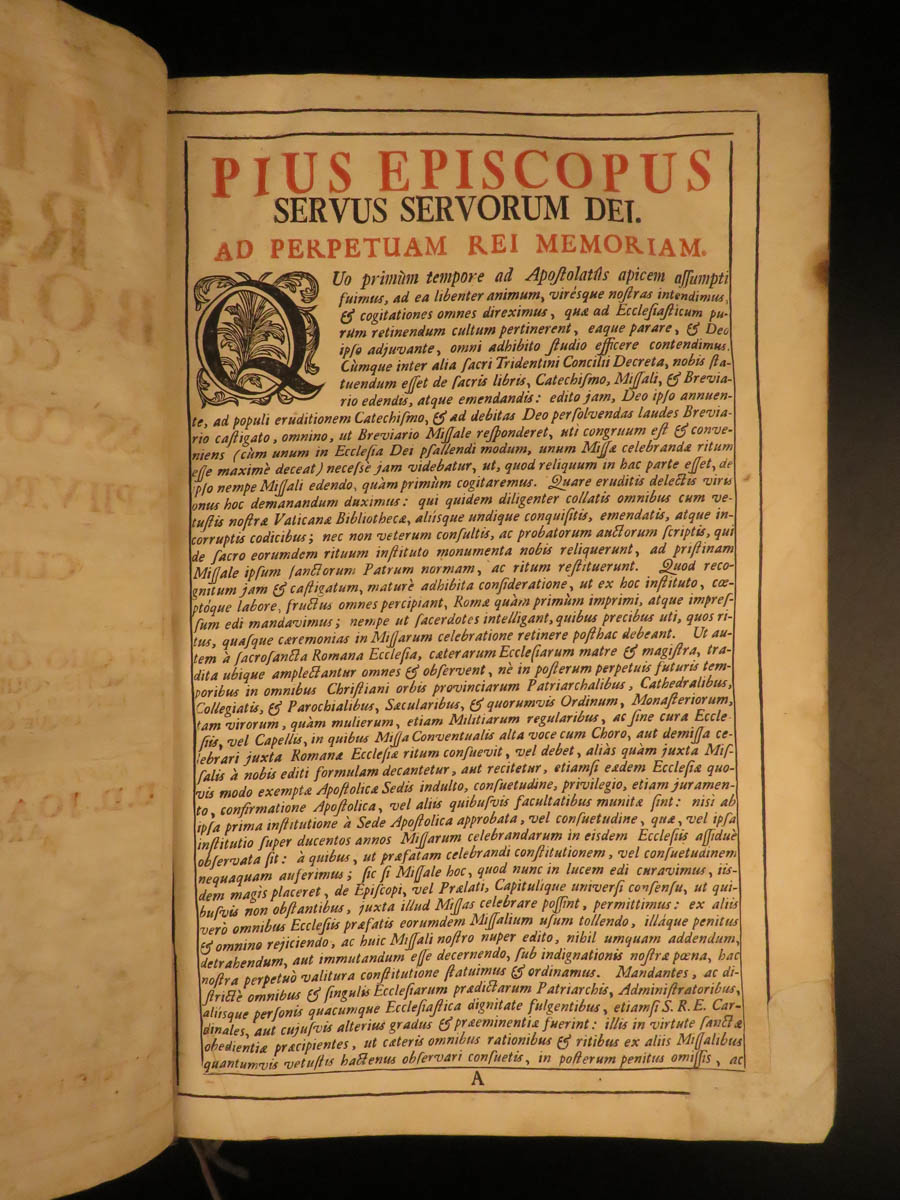 PIUS EPISCOPUS
SERVUS SERVORUM DEI.
AD PERPETUAM REI MEMORIAM.
QUo primùm tempore ad Apoſtolatûs apicem aſſumpti
fuimus, ad ea libenter animum, viréſque noſtras intendimus,
& cogitationes omnes direximus, quæ ad Eccleſiaſticum pu-
rum retinendum cultum pertinerent, eaque parare, & Deo
ipſo adjuvante, omni adhibito ſtudio efficere contendimus.
Cùmque inter alia ſacri Tridentini Concilii Decreta, nobis ſta-
tuendum eſſet de ſacris libris, Catechiſmo, Miſſali, & Brevia-
rio edendis, atque emendandis: edito jam, Deo ipſo annuen-
te, ad populi eruditionem Catechiſmo, & ad debitas Deo perſolvendas laudes Brevia-
rio caſtigato, omnino, ut Breviario Miſſale reſponderet, uti congruum eſt & conve-
niens (cùm unum in Eccleſia Dei pſallendi modum, unum Miſſæ celebrandæ ritum
eſſe maximè deceat) neceſsè jam videbatur, ut, quod reliquum in hac parte eſſet, de
ipſo nempe Miſſali edendo, quàm primùm cogitaremus. Quare eruditis delectis viris
onus hoc demanandum duximus: qui quidem diligenter collatis omnibus cum ve-
tuſtis noſtræ Vaticanæ Bibliothecæ, aliiſque undique conquiſitis, emendatis, atque in-
corruptis codicibus; nec non veterum conſultis, ac probatorum auctorum ſcriptis, qui
de ſacro eorumdem rituum inſtituto monumenta nobis reliquerunt, ad priſtinam
Miſſale ipſum ſanctorum Patrum normam, ac ritum reſtituerunt. Quod reco-
gnitum jam & caſtigatum, maturè adhibita conſideratione, ut ex hoc inſtituto, cœ-
ptoque labore, fructus omnes percipiant, Romæ quàm primùm imprimi, atque impreſ-
ſum edi mandavimus; nempe ut ſacerdotes intelligant, quibus precibus uti, quos ri-
tus, quaſque cæremonias in Miſſarum celebratione retinere poſthac debeant. Ut au-
tem à ſacroſancta Romana Eccleſia, cæterarum Eccleſiarum matre & magiſtra, tra-
dita ubique amplectantur omnes & obſervent, nè in poſterum perpetuis futuris tem-
poribus in omnibus Chriſtiani orbis provinciarum Patriarchalibus, Cathedralibus,
Collegiatis, & Parochialibus, Sæcularibus, & quorumvis Ordinum, Monaſteriorum,
tam virorum, quàm mulierum, etiam Militiarum regularibus, ac ſine cura Eccle-
ſiis, vel Capellis, in quibus Miſſa Conventualis alta voce cum Choro, aut demiſſa ce-
lebrari juxta Romanæ Eccleſiæ ritum conſuevit, vel debet, aliàs quàm juxta Miſ-
ſalis à nobis editi formulam decantetur, aut recitetur, etiamſi eædem Eccleſiæ quo-
vis modo exemptæ Apoſtolicæ Sedis indulto, conſuetudine, privilegio, etiam juramen-
to, confirmatione Apoſtolica, vel aliis quibuſvis facultatibus munitæ ſint: niſi ab
ipſa prima inſtitutione à Sede Apoſtolica approbata, vel conſuetudine, quæ, vel ipſa
inſtitutio ſuper ducentos annos Miſſarum celebrandarum in eiſdem Eccleſiis aſſiduè
obſervata ſit: à quibus, ut præfatam celebrandi conſtitutionem, vel conſuetudinem
nequaquam auferimus; ſic ſi Miſſale hoc, quod nunc in lucem edi curavimus, iiſ-
dem magis placeret, de Epiſcopi, vel Prælati, Capitulique univerſi conſenſu, ut qui-
buſvis non obſtantibus, juxta illud Miſſas celebrare poſſint, permittimus: ex aliis
verò omnibus Eccleſiis præfatis eorumdem Miſſalium uſum tollendo, illáque penitus
& omnino rejiciendo, ac huic Miſſali noſtro nuper edito, nihil umquam addendum,
detrahendum, aut immutandum eſſe decernendo, ſub indignationis noſtræ pœna, hac
noſtra perpetuò valitura conſtitutione ſtatuimus & ordinamus. Mandantes, ac di-
ſtrictè omnibus & ſingulis Eccleſiarum prædictarum Patriarchis, Adminiſtratoribus,
aliiſque perſonis quacumque Eccleſiaſtica dignitate fulgentibus, etiamſi S. R. E. Car-
dinales, aut cujuſvis alterius gradus & præeminentiæ fuerint: illis in virtute ſanctæ
obedientiæ præcipientes, ut cæteris omnibus rationibus & ritibus ex aliis Miſſalibus
quantumvis vetuſtis hactenus obſervari conſuetis, in poſterum penitus omiſſis, ac
A